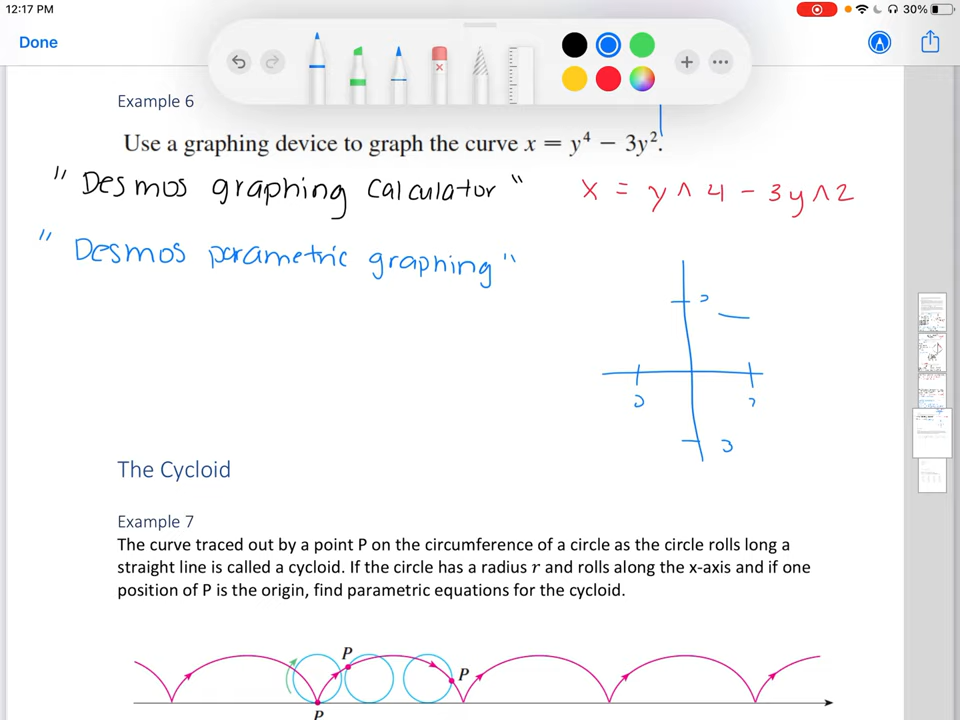 12:17 PM
30%
Done
Example 6
Use a graphing device to graph the curve x = y⁴ − 3y².
"Desmos graphing calculator" x = y ^ 4 - 3y ^ 2
"Desmos parametric graphing"
The Cycloid
Example 7
The curve traced out by a point P on the circumference of a circle as the circle rolls long a
straight line is called a cycloid. If the circle has a radius r and rolls along the x-axis and if one
position of P is the origin, find parametric equations for the cycloid.
P
P
P